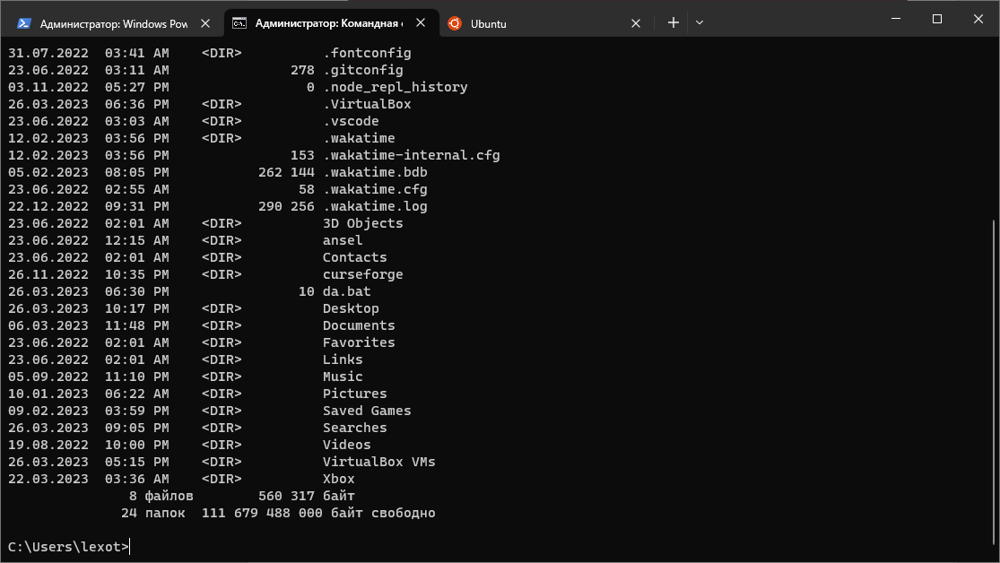 Администратор: Windows Pow
Администратор: Командная
Ubuntu
31.07.2022  03:41 AM    <DIR>          .fontconfig
23.06.2022  03:11 AM               278 .gitconfig
03.11.2022  05:27 PM                 0 .node_repl_history
26.03.2023  06:36 PM    <DIR>          .VirtualBox
23.06.2022  03:03 AM    <DIR>          .vscode
12.02.2023  03:56 PM    <DIR>          .wakatime
12.02.2023  03:56 PM               153 .wakatime-internal.cfg
05.02.2023  08:05 PM           262 144 .wakatime.bdb
23.06.2022  02:55 AM                58 .wakatime.cfg
22.12.2022  09:31 PM           290 256 .wakatime.log
23.06.2022  02:01 AM    <DIR>          3D Objects
23.06.2022  12:15 AM    <DIR>          ansel
23.06.2022  02:01 AM    <DIR>          Contacts
26.11.2022  10:35 PM    <DIR>          curseforge
26.03.2023  06:30 PM                10 da.bat
26.03.2023  10:17 PM    <DIR>          Desktop
06.03.2023  11:48 PM    <DIR>          Documents
23.06.2022  02:01 AM    <DIR>          Favorites
23.06.2022  02:01 AM    <DIR>          Links
05.09.2022  11:10 PM    <DIR>          Music
10.01.2023  06:22 AM    <DIR>          Pictures
09.02.2023  03:59 PM    <DIR>          Saved Games
26.03.2023  09:05 PM    <DIR>          Searches
19.08.2022  10:00 PM    <DIR>          Videos
26.03.2023  05:15 PM    <DIR>          VirtualBox VMs
22.03.2023  03:36 AM    <DIR>          Xbox
8 файлов        560 317 байт
24 папок  111 679 488 000 байт свободно
C:\Users\lexot>